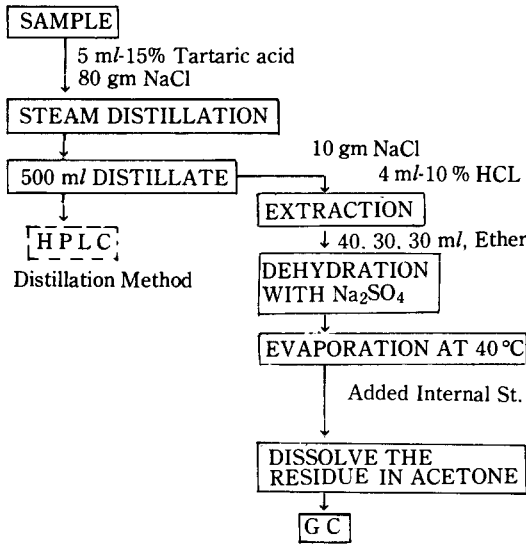 SAMPLE
5 ml-15% Tartaric acid
80 gm NaCl
STEAM DISTILLATION
500 ml DISTILLATE
HPLC
Distillation Method
10 gm NaCl
4 ml-10 % HCL
EXTRACTION
40, 30, 30 ml, Ether
DEHYDRATION
WITH Na₂SO₄
EVAPORATION AT 40°C
Added Internal St.
DISSOLVE THE
RESIDUE IN ACETONE
GC